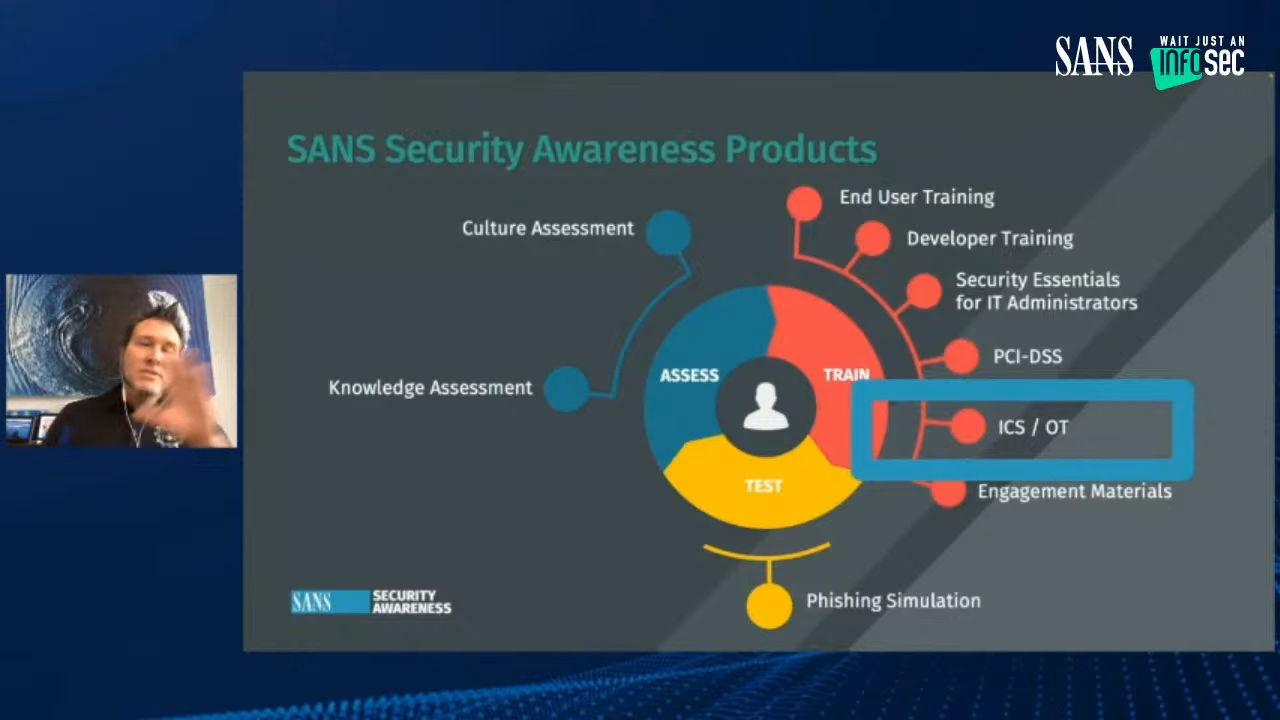 SANS
WAIT JUST AN
INFOSEC
SANS Security Awareness Products
End User Training
Culture Assessment
Developer Training
Security Essentials
for IT Administrators
PCI-DSS
ASSESS
TRAIN
Knowledge Assessment
ICS / OT
TEST
Engagement Materials
Phishing Simulation
SANS
SECURITY
AWARENESS